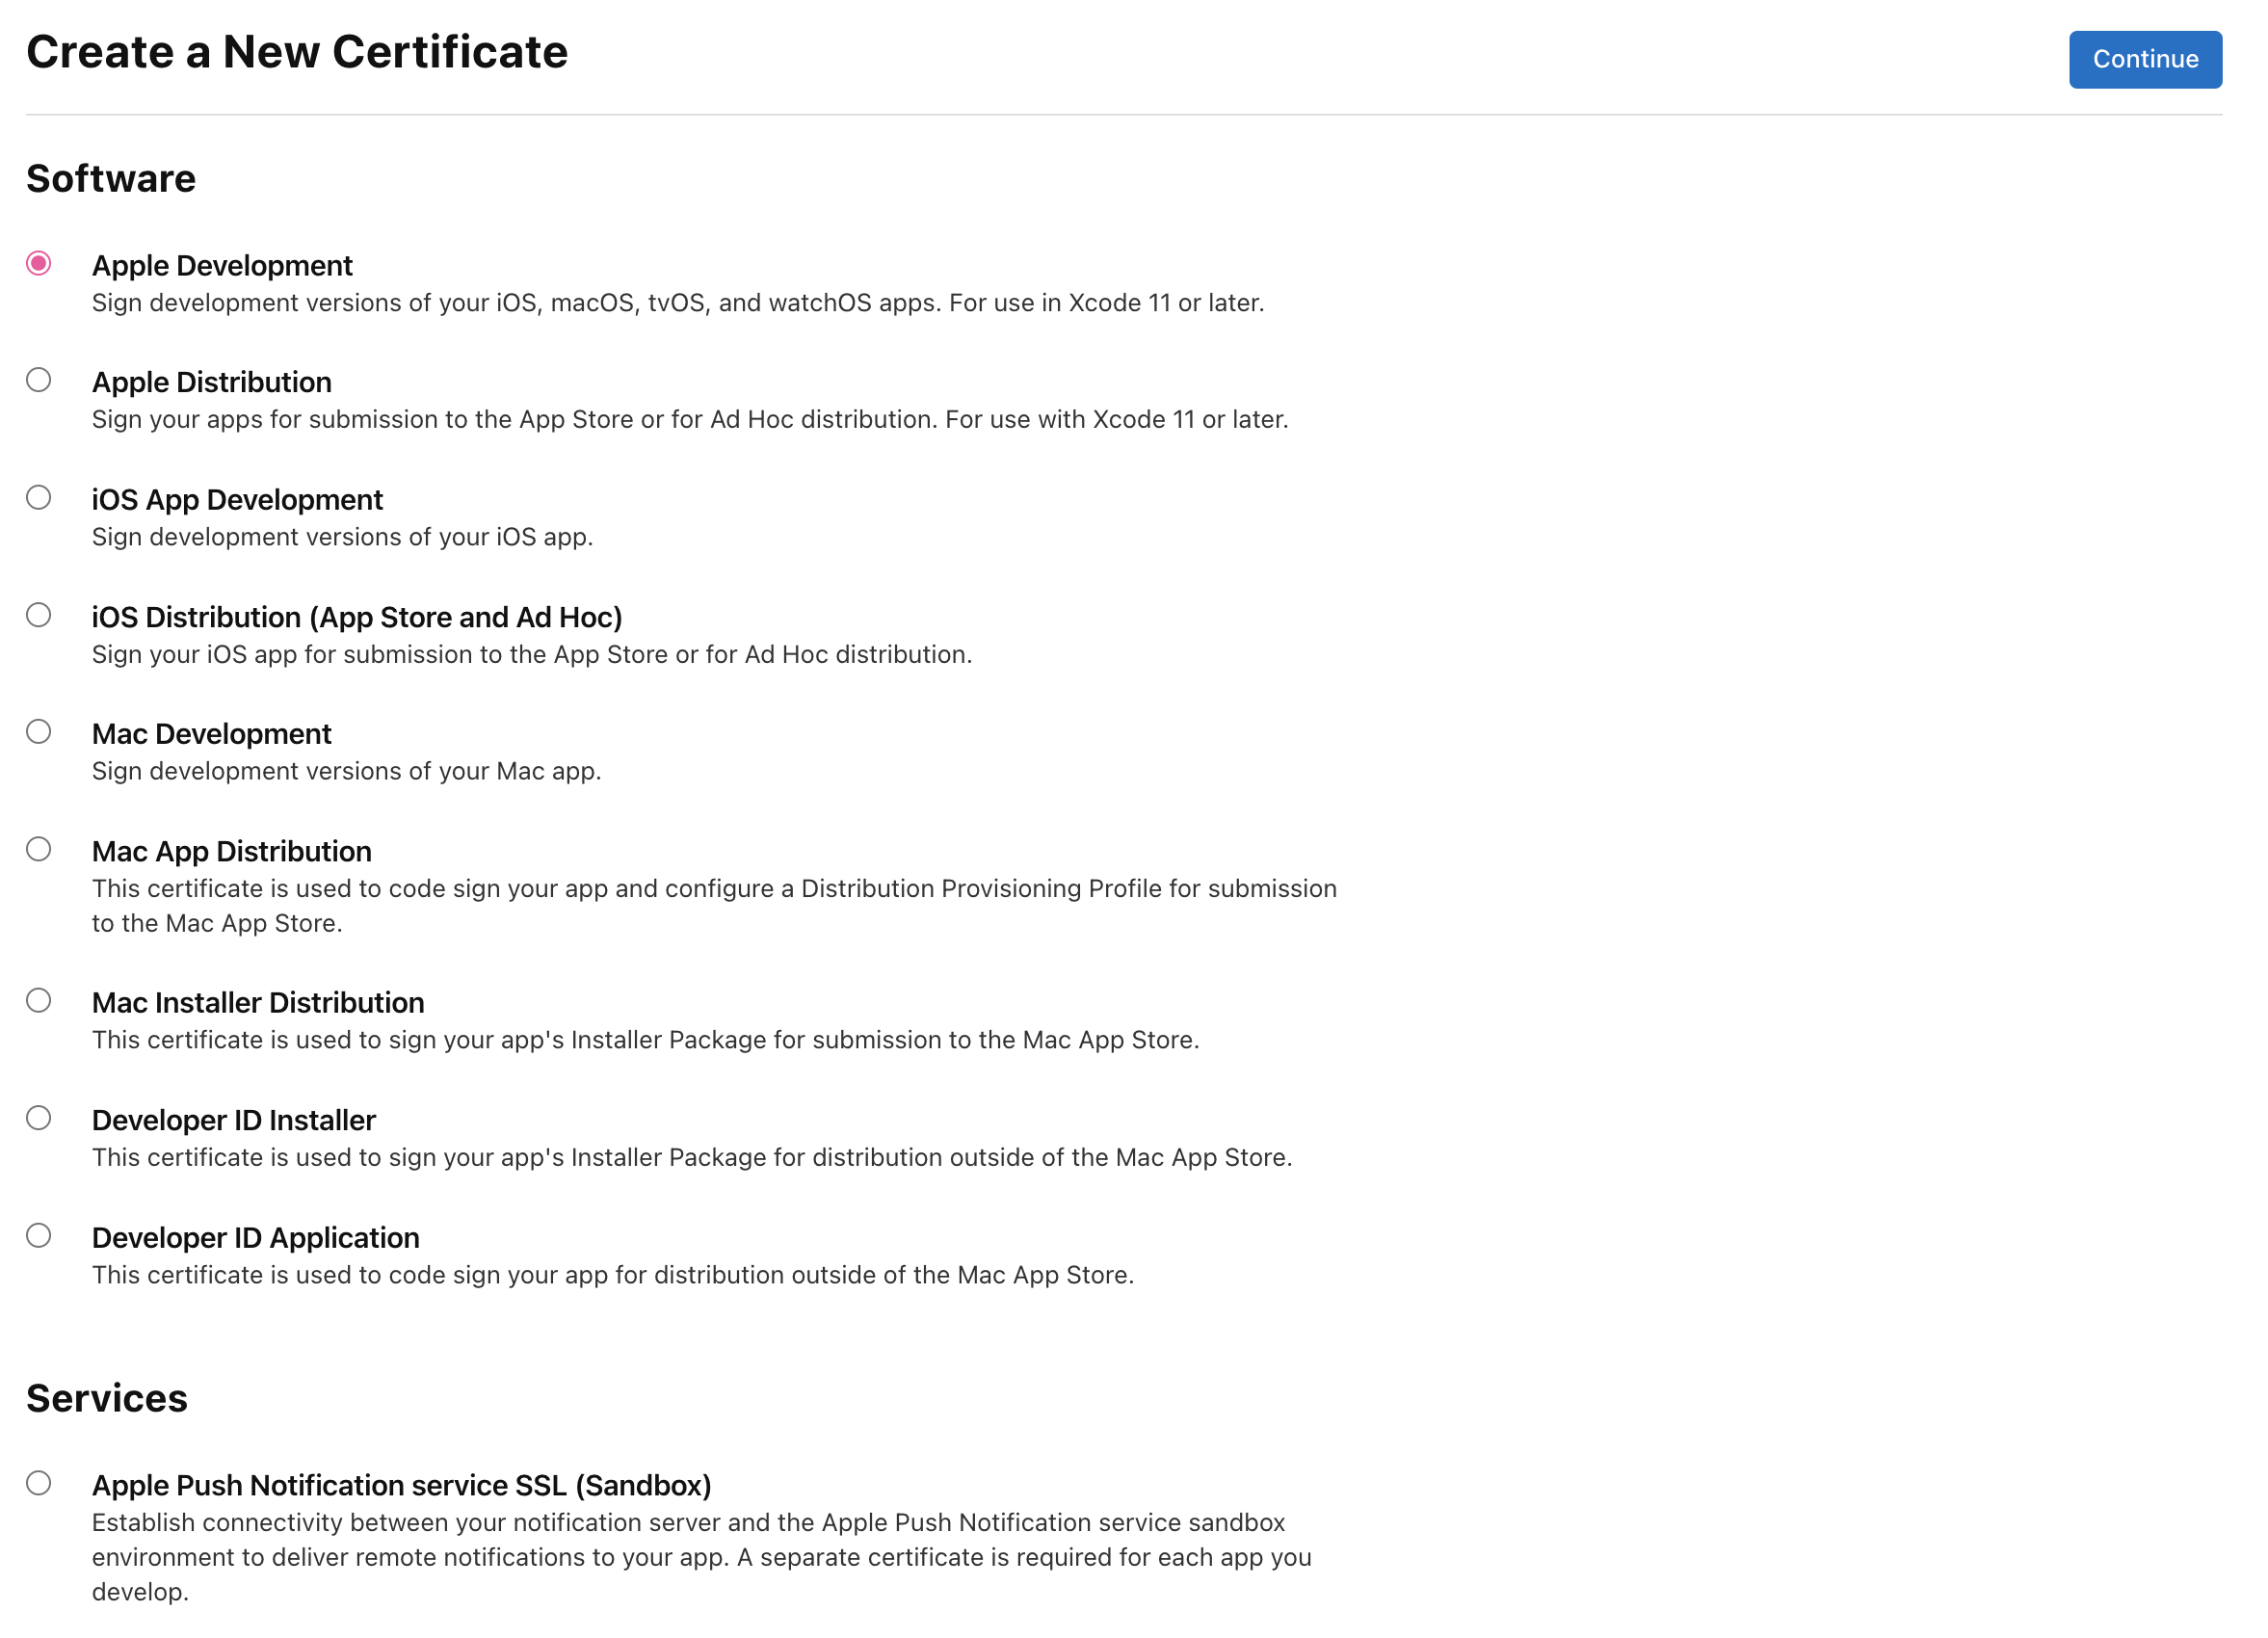 Create a New Certificate
Continue
Software
Apple Development
Sign development versions of your iOS, macOS, tvOS, and watchOS apps. For use in Xcode 11 or later.
Apple Distribution
Sign your apps for submission to the App Store or for Ad Hoc distribution. For use with Xcode 11 or later.
iOS App Development
Sign development versions of your iOS app.
iOS Distribution (App Store and Ad Hoc)
Sign your iOS app for submission to the App Store or for Ad Hoc distribution.
Mac Development
Sign development versions of your Mac app.
Mac App Distribution
This certificate is used to code sign your app and configure a Distribution Provisioning Profile for submission
to the Mac App Store.
Mac Installer Distribution
This certificate is used to sign your app's Installer Package for submission to the Mac App Store.
Developer ID Installer
This certificate is used to sign your app's Installer Package for distribution outside of the Mac App Store.
Developer ID Application
This certificate is used to code sign your app for distribution outside of the Mac App Store.
Services
Apple Push Notification service SSL (Sandbox)
Establish connectivity between your notification server and the Apple Push Notification service sandbox
environment to deliver remote notifications to your app. A separate certificate is required for each app you
develop.